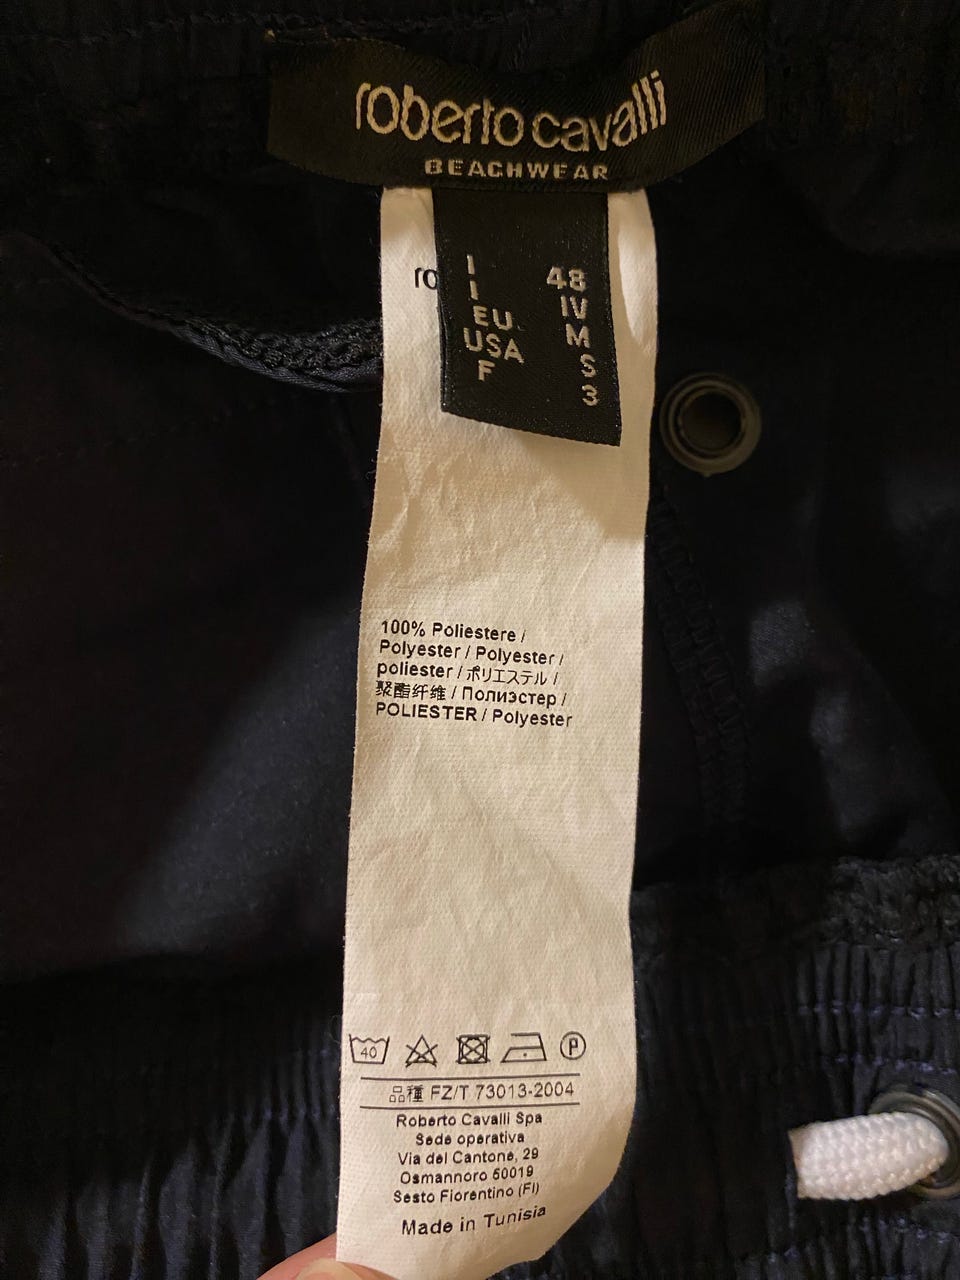 roberto cavalli
BEACHWEAR
ro
I 48
I IV
EU M
USA S
F 3
100% Poliestere /
Polyester / Polyester /
poliester / ポリエステル /
聚酯纤维 / Полиэстер /
POLIESTER / Polyester
40 P
品種 FZ/T 73013-2004
Roberto Cavalli Spa
Sede operativa
Via del Cantone, 29
Osmannoro 50019
Sesto Fiorentino (FI)
Made in Tunisia